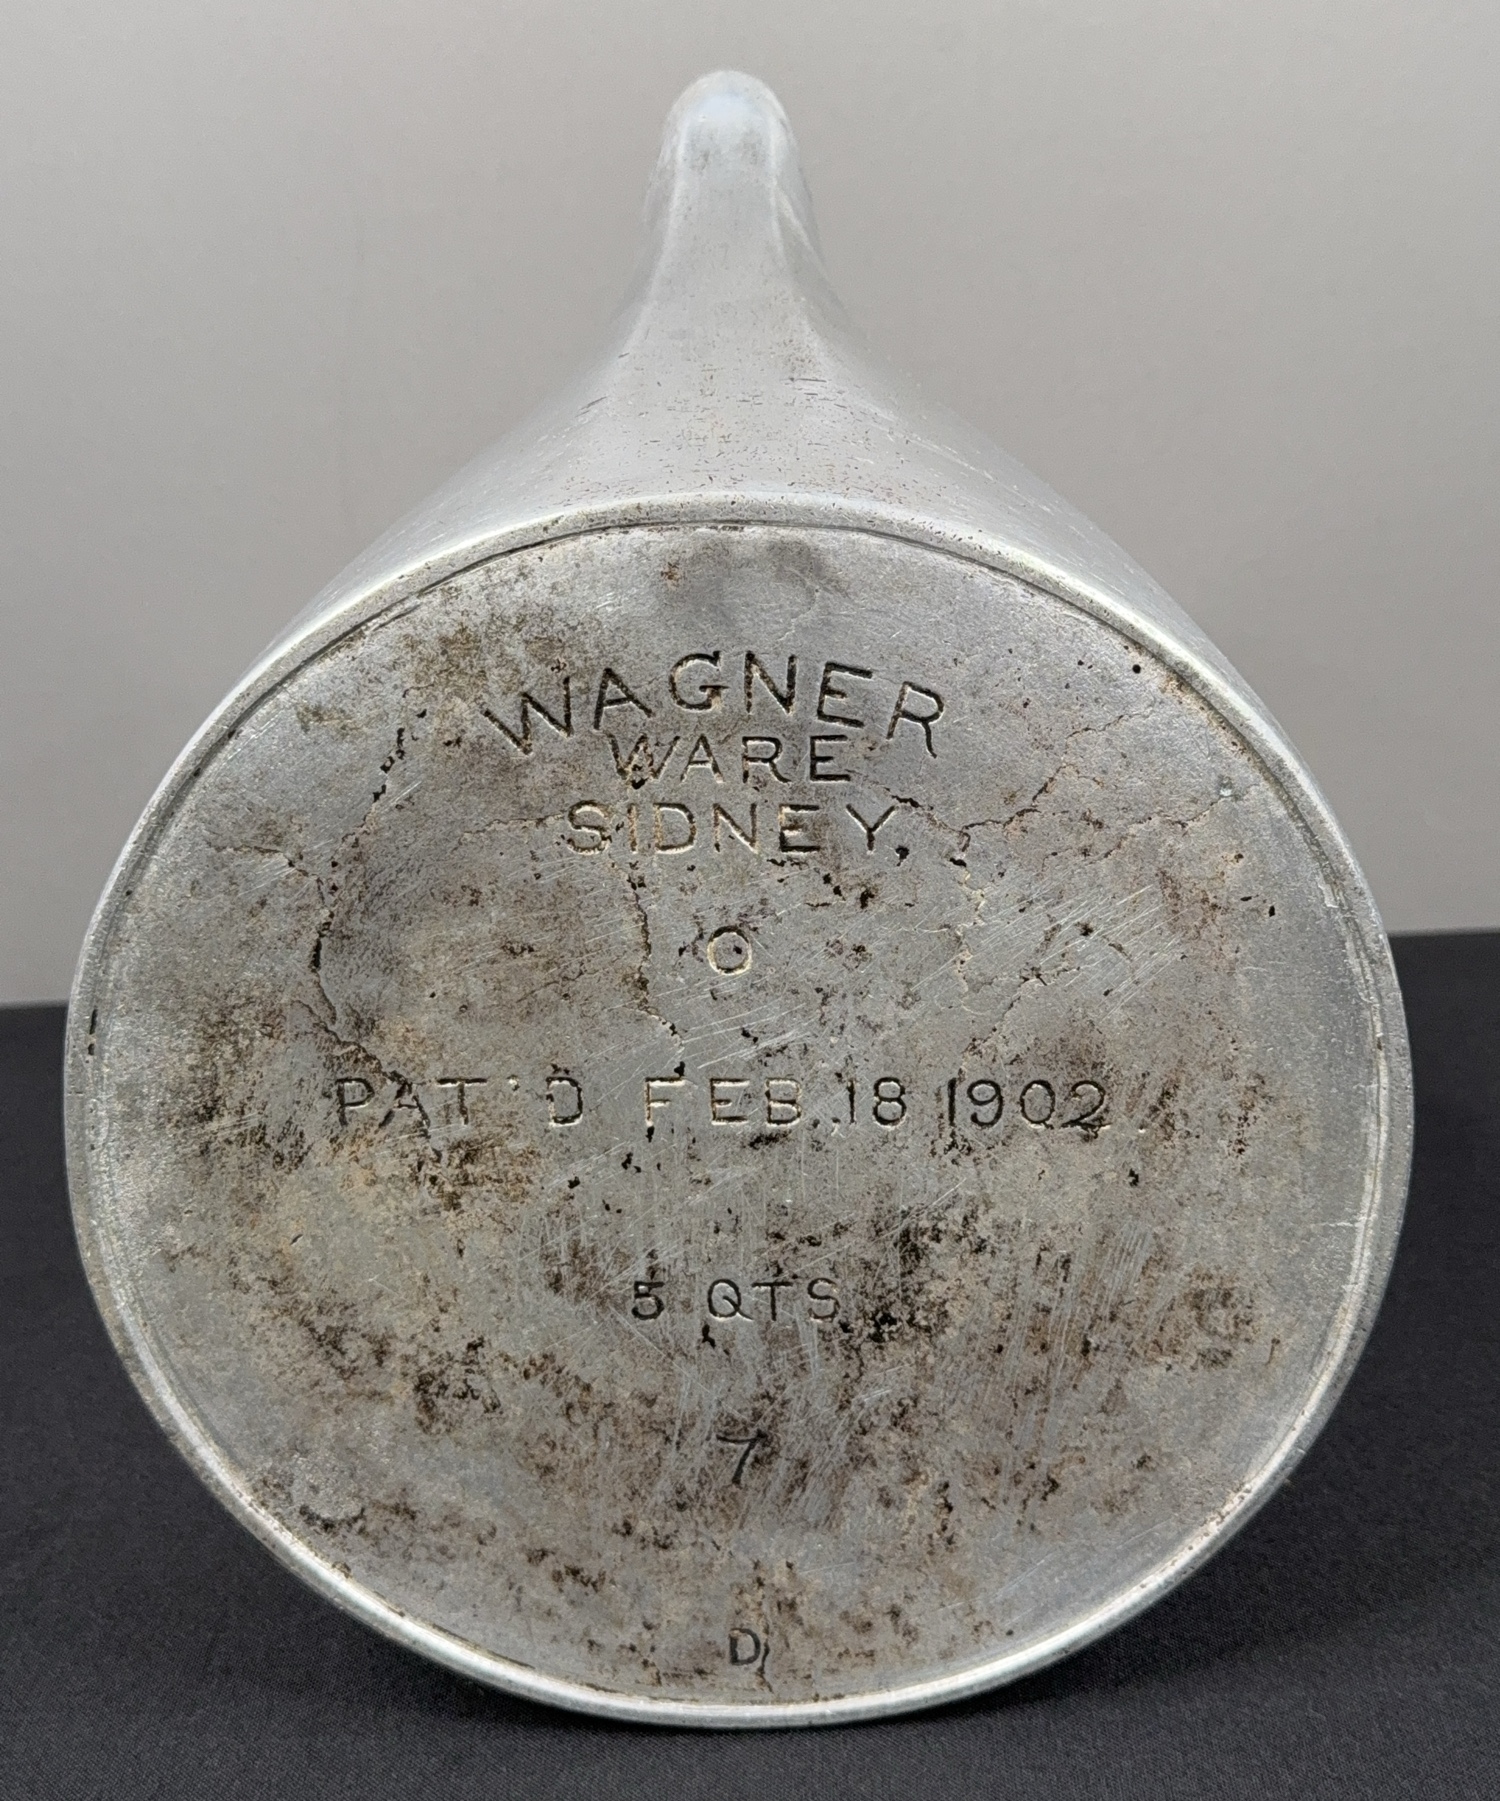 WAGNER
WARE
SIDNEY,
O
PAT'D FEB. 18 1902
5 QTS.
7
D